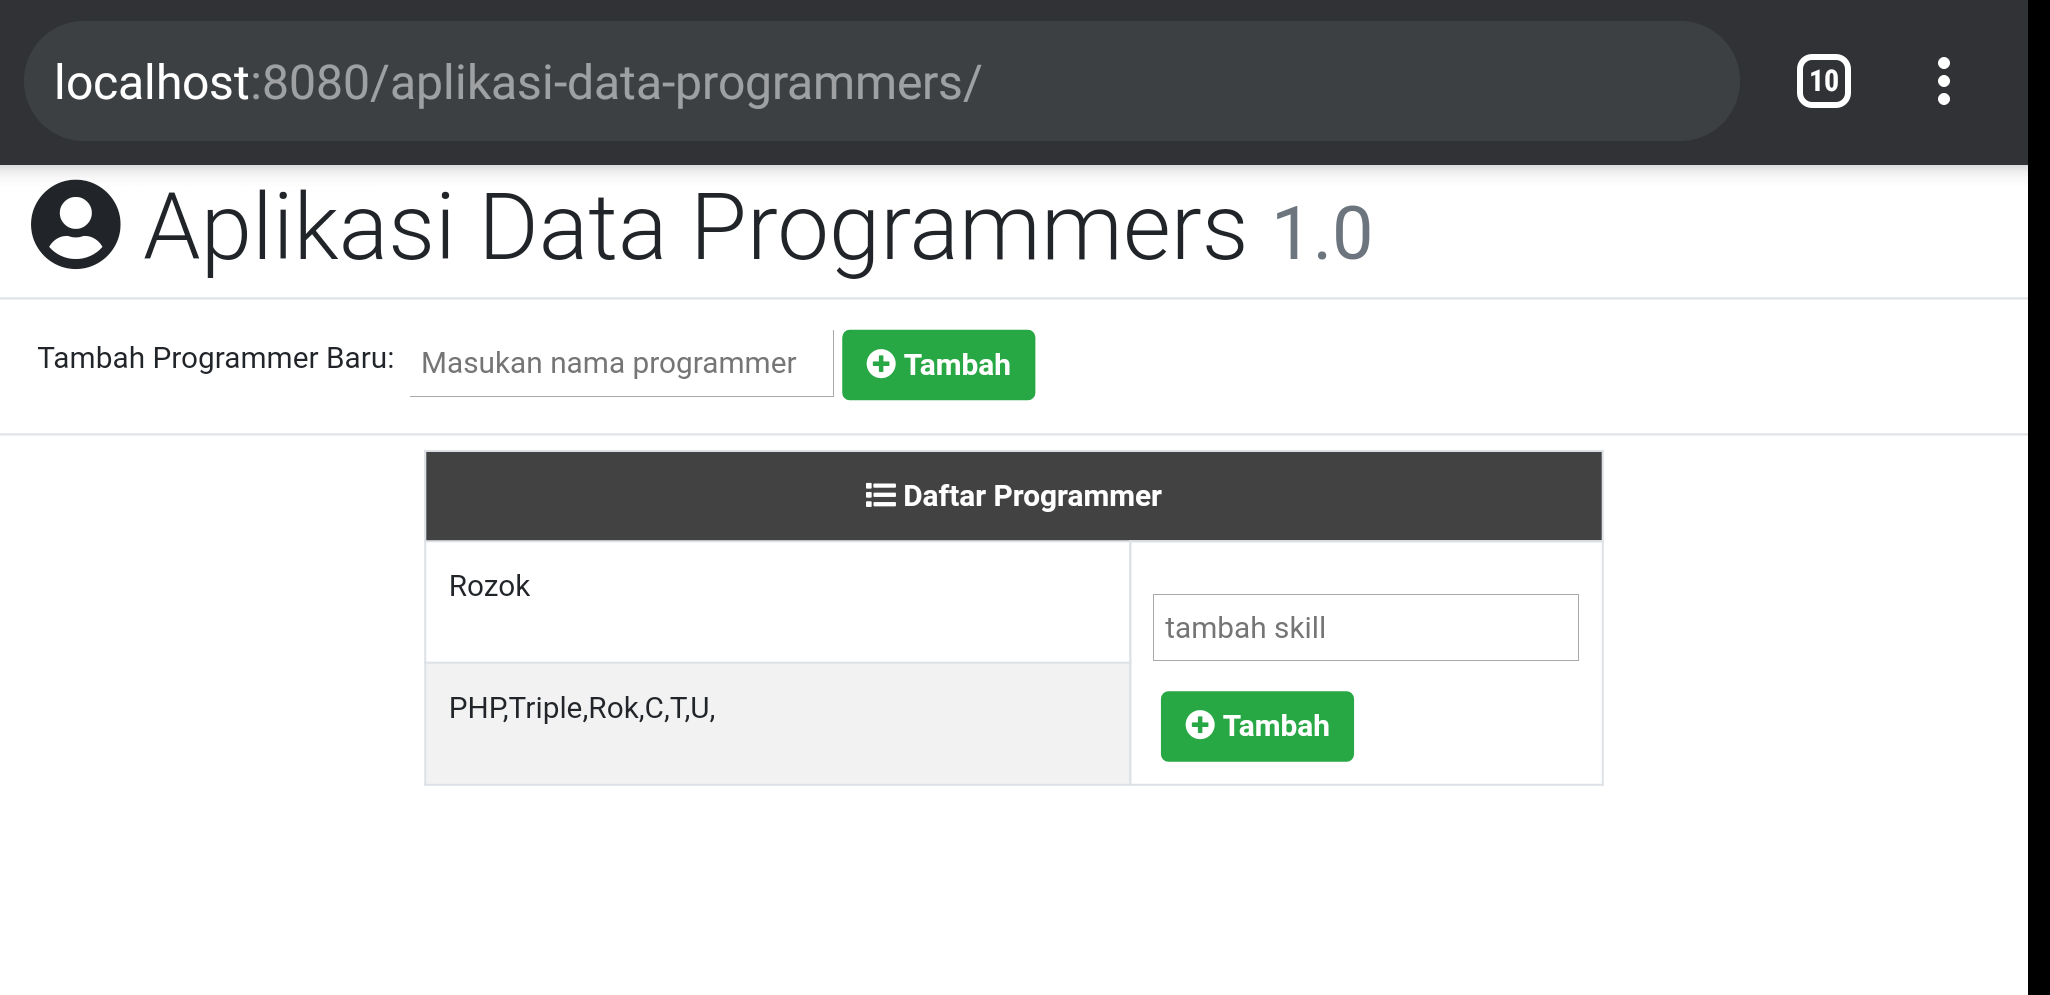 localhost:8080/aplikasi-data-programmers/
10
Aplikasi Data Programmers 1.0
Tambah Programmer Baru: Masukan nama programmer Tambah
Daftar Programmer
Rozok
tambah skill
PHP,Triple,Rok,C,T,U,
Tambah